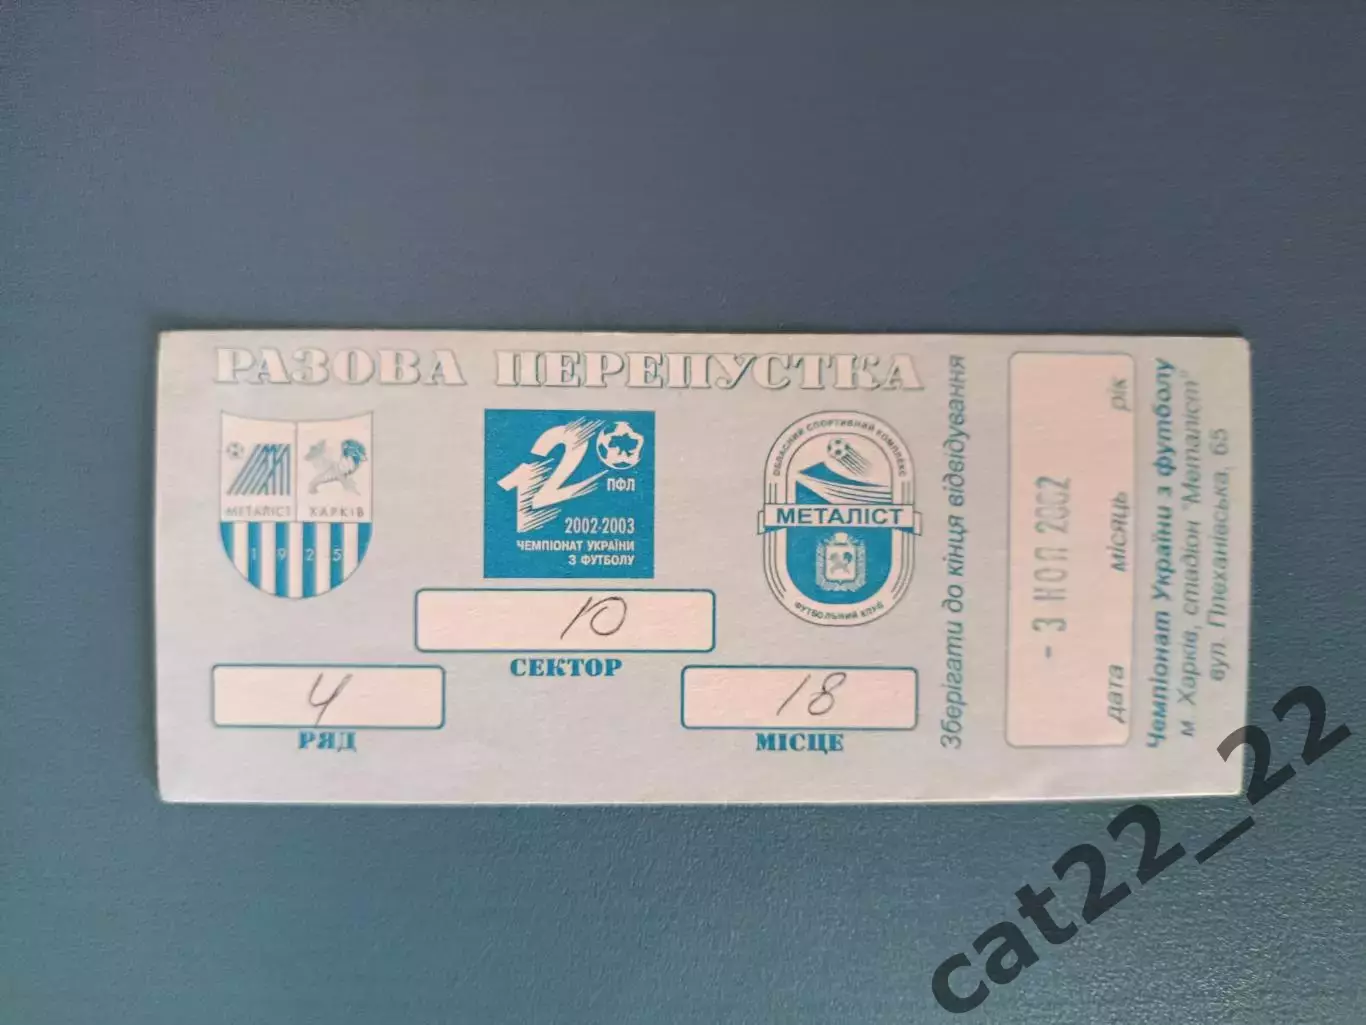 РАЗОВА ПЕРЕПУСТКА
МЕТАЛІСТ ХАРКІВ
1925
12
ПФЛ
2002-2003
ЧЕМПІОНАТ УКРАЇНИ
З ФУТБОЛУ
ОБЛАСНИЙ СПОРТИВНИЙ КОМПЛЕКС
МЕТАЛІСТ
ФУТБОЛЬНИЙ КЛУБ
10
СЕКТОР
4
РЯД
18
МІСЦЕ
Зберігати до кінця відвідування
- 3 НОЯ 2002
дата місяць рік
Чемпіонат України з футболу
м. Харків, стадіон "Металіст"
вул. Плеханівська, 65
cat22_22